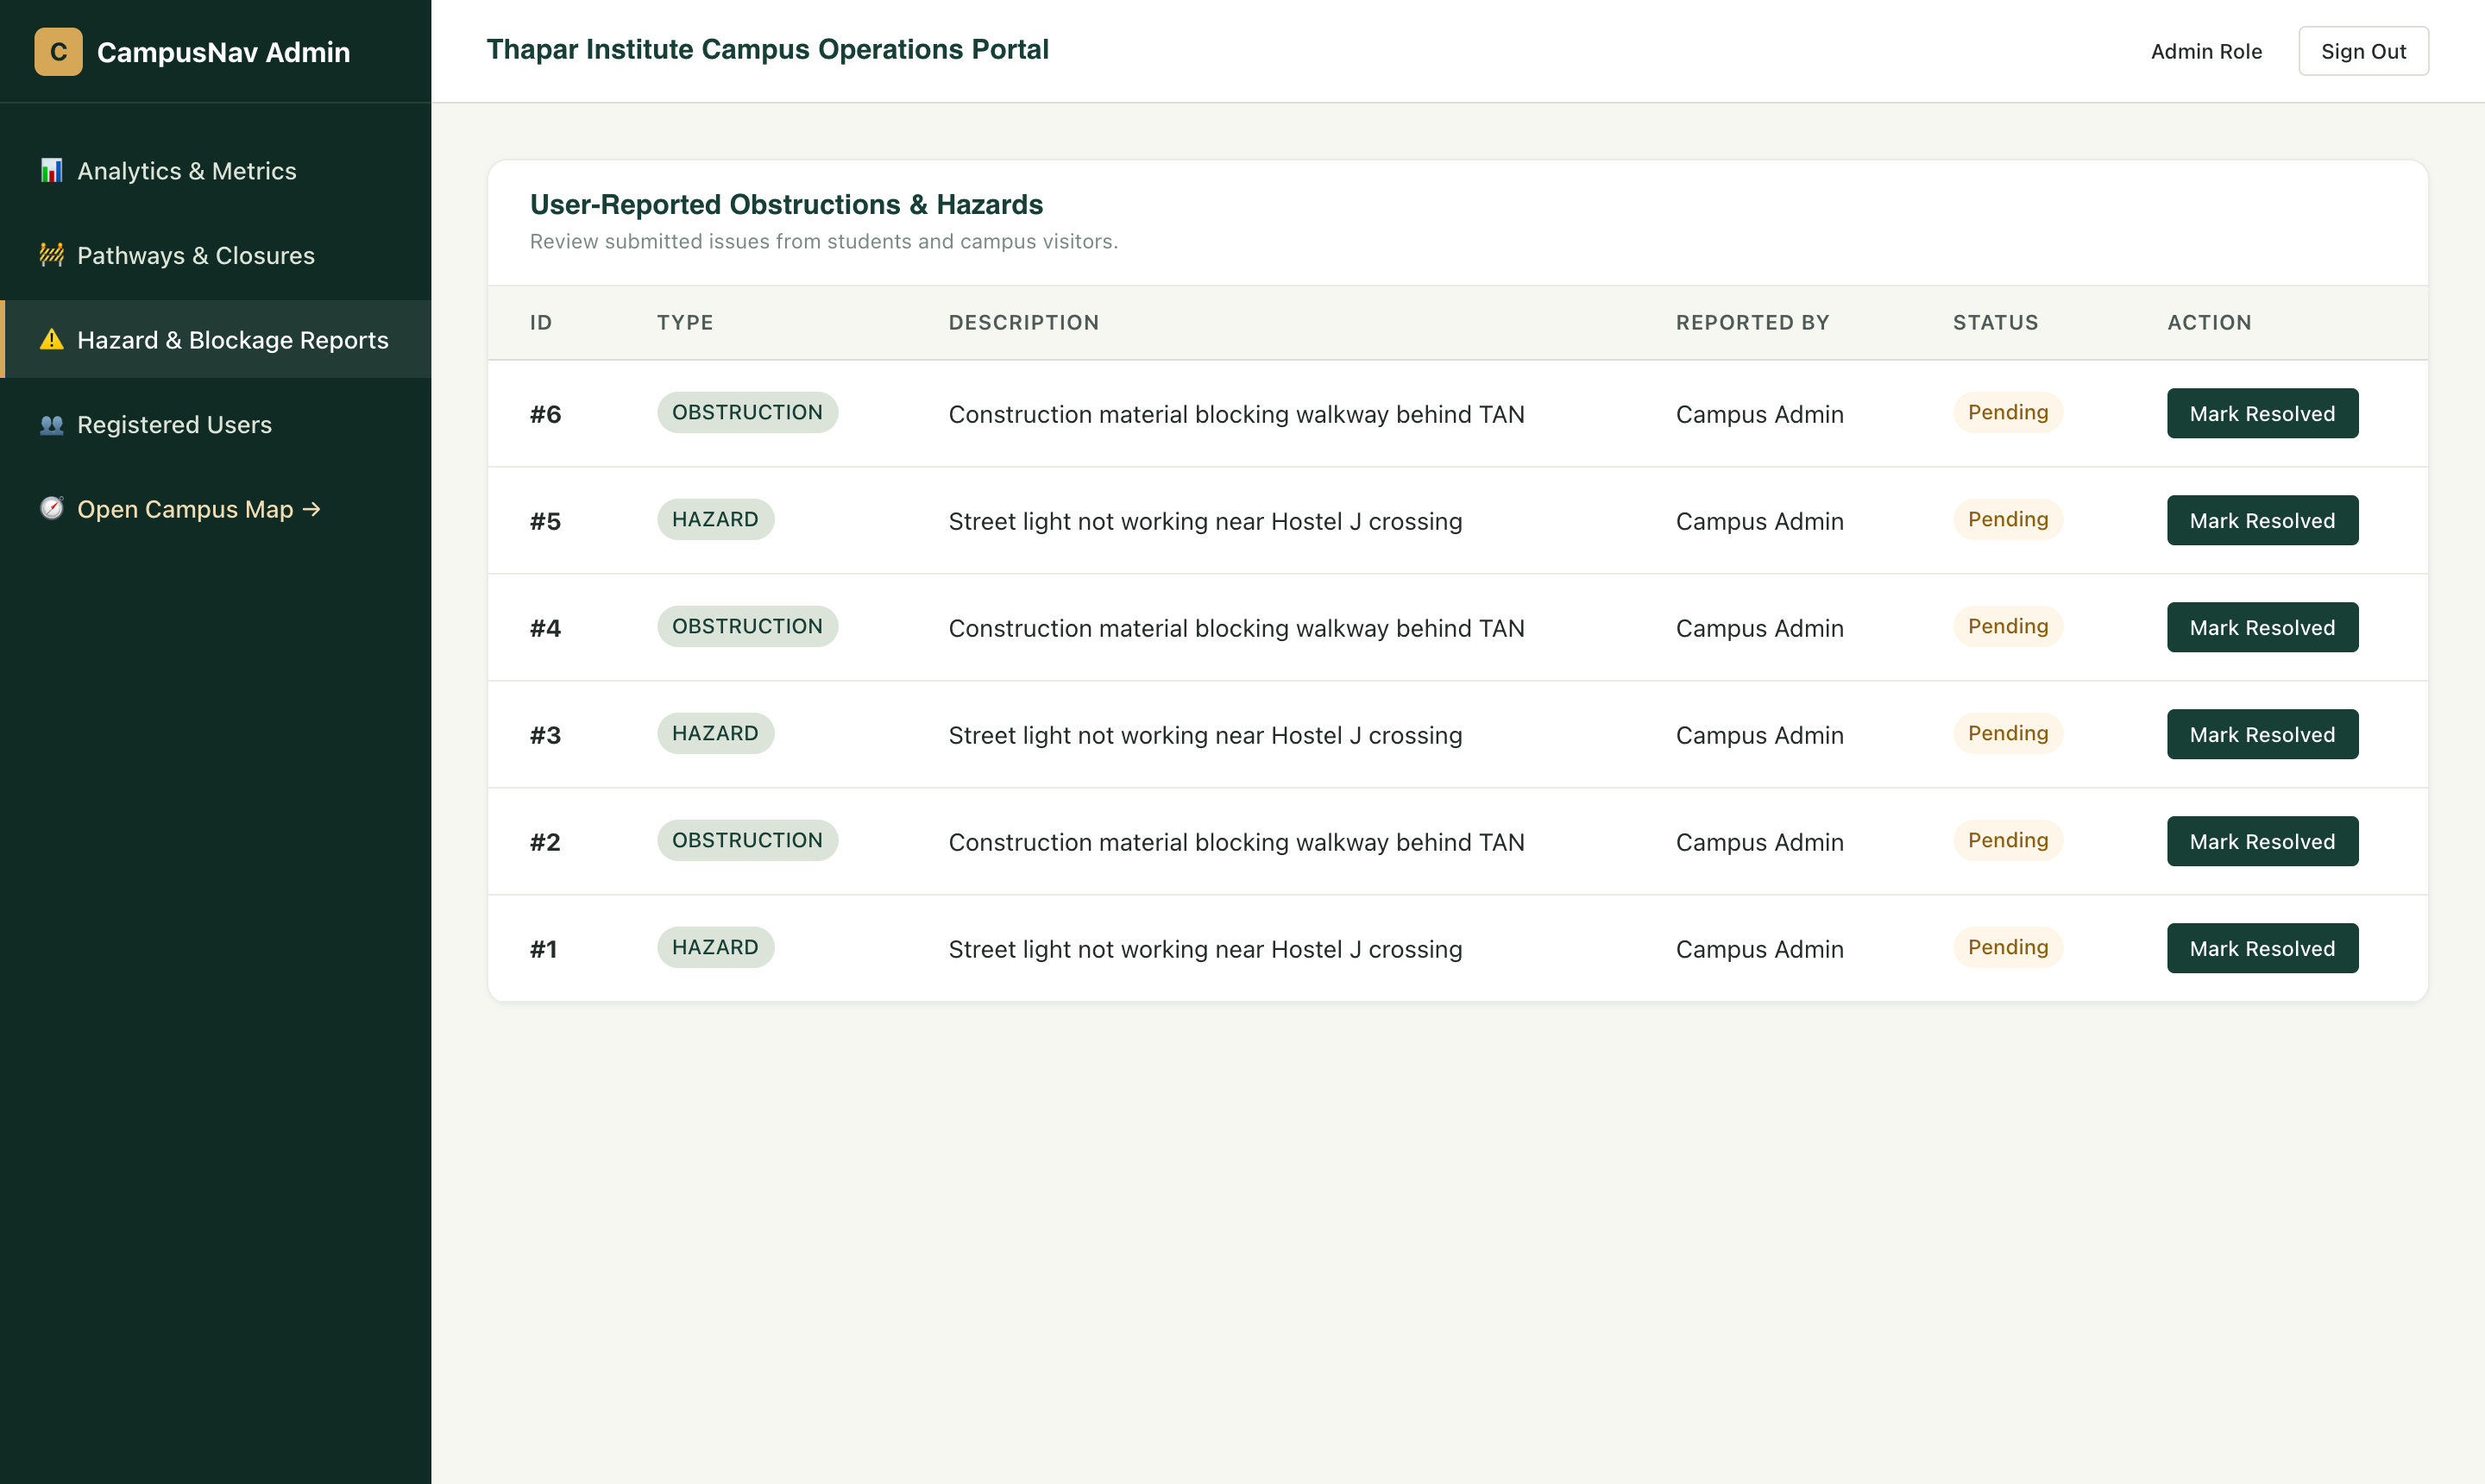 C CampusNav Admin
Analytics & Metrics
Pathways & Closures
Hazard & Blockage Reports
Registered Users
Open Campus Map →
Thapar Institute Campus Operations Portal
Admin Role
Sign Out
User-Reported Obstructions & Hazards
Review submitted issues from students and campus visitors.
ID TYPE DESCRIPTION REPORTED BY STATUS ACTION
#6 OBSTRUCTION Construction material blocking walkway behind TAN Campus Admin Pending Mark Resolved
#5 HAZARD Street light not working near Hostel J crossing Campus Admin Pending Mark Resolved
#4 OBSTRUCTION Construction material blocking walkway behind TAN Campus Admin Pending Mark Resolved
#3 HAZARD Street light not working near Hostel J crossing Campus Admin Pending Mark Resolved
#2 OBSTRUCTION Construction material blocking walkway behind TAN Campus Admin Pending Mark Resolved
#1 HAZARD Street light not working near Hostel J crossing Campus Admin Pending Mark Resolved